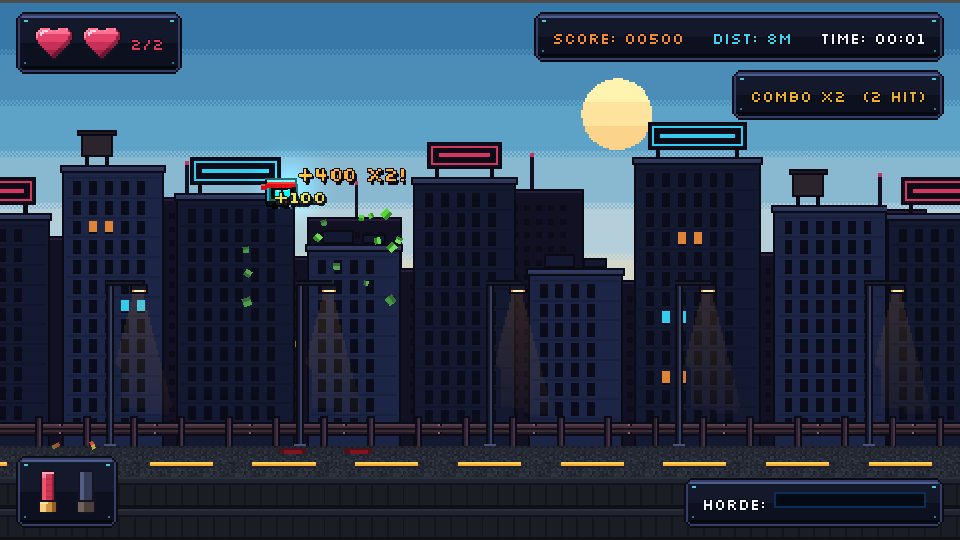 2/2
SCORE: 00500 DIST: 8M TIME: 00:01
COMBO X2 (2 HIT)
+400 X2!
+100
HORDE: